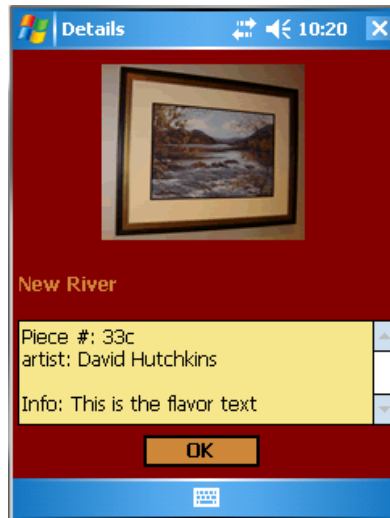 Details 10:20
New River
Piece #: 33c
artist: David Hutchkins
Info: This is the flavor text
OK